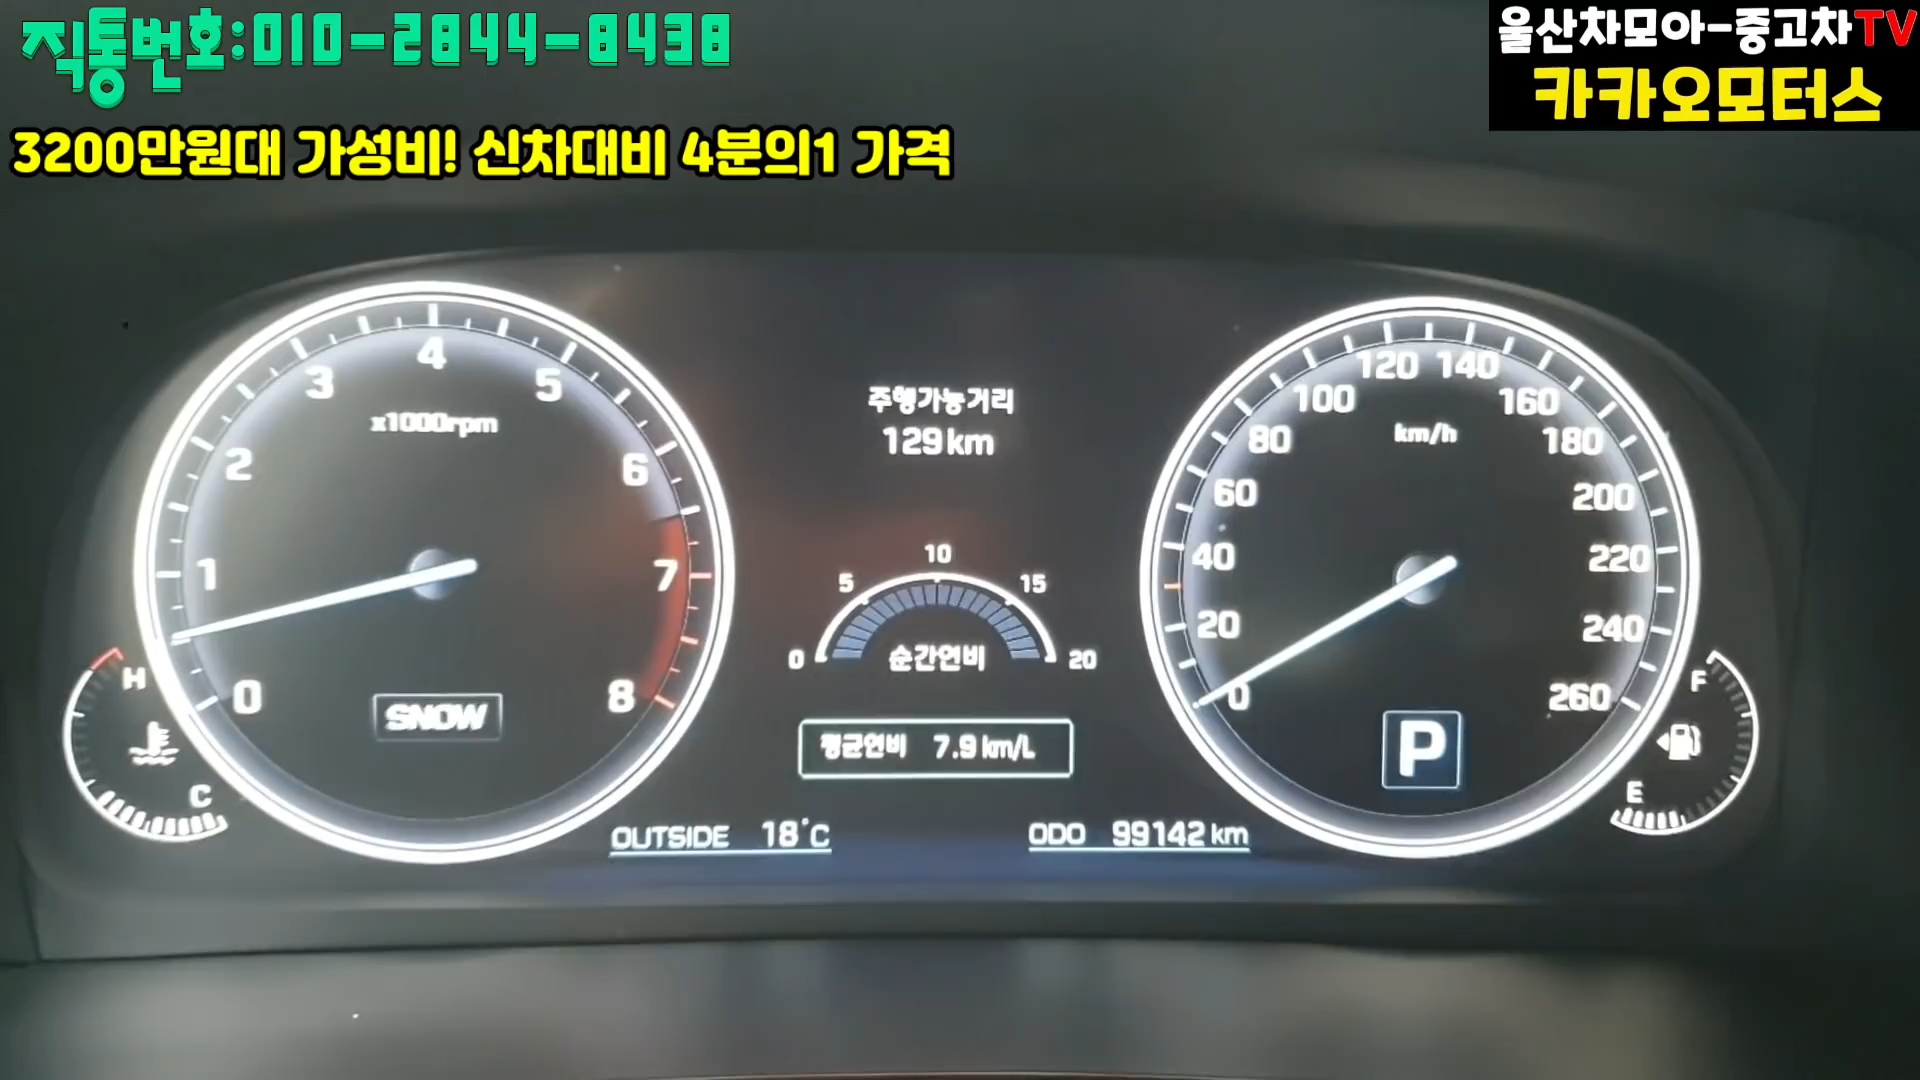 직통번호:010-2844-8438
울산차모아-중고차TV
카카오모터스
3200만원대 가성비! 신차대비 4분의1 가격
0 1 2 3 4 5 6 7 8
x1000rpm
SNOW
H
C
주행가능거리
129 km
0 5 10 15 20
순간연비
평균연비 7.9 km/L
OUTSIDE 18°C
ODO 99142 km
0 20 40 60 80 100 120 140 160 180 200 220 240 260
km/h
P
F
E